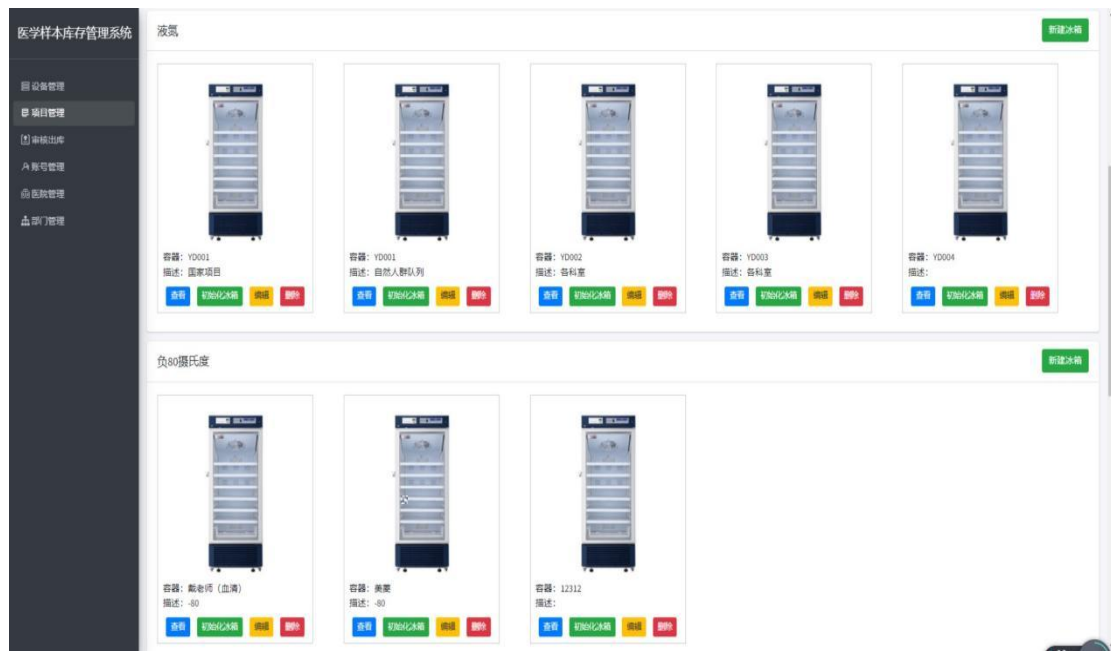 医学样本库存管理系统
设备管理
项目管理
审核出库
账号管理
医院管理
部门管理
液氮
新建冰箱
容器: YD001
描述: 国家项目
查看 初始化冰箱 编辑 删除
容器: YD001
描述: 自然人群队列
查看 初始化冰箱 编辑 删除
容器: YD002
描述: 各科室
查看 初始化冰箱 编辑 删除
容器: YD003
描述: 各科室
查看 初始化冰箱 编辑 删除
容器: YD004
描述:
查看 初始化冰箱 编辑 删除
负80摄氏度
新建冰箱
容器: 戴老师 (血清)
描述: -80
查看 初始化冰箱 编辑 删除
容器: 美菱
描述: -80
查看 初始化冰箱 编辑 删除
容器: 12312
描述:
查看 初始化冰箱 编辑 删除